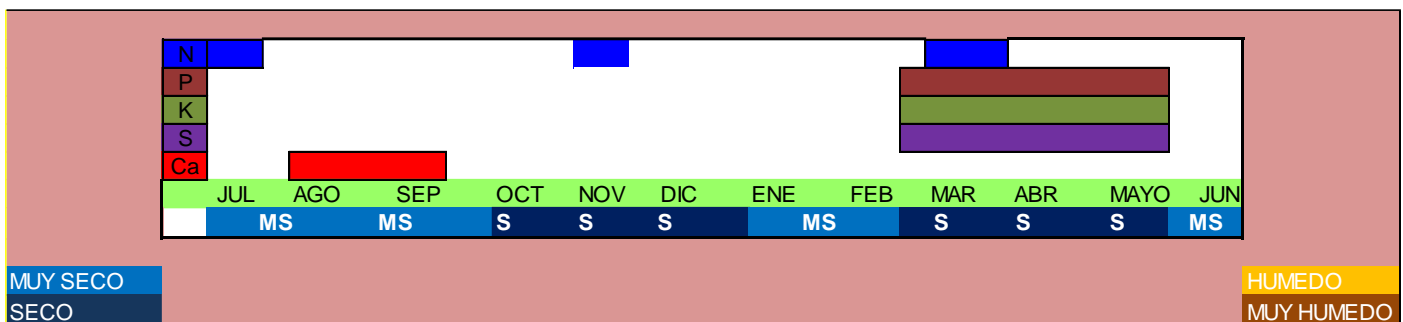 N
P
K
S
Ca
JUL AGO SEP OCT NOV DIC ENE FEB MAR ABR MAYO JUN
MS MS S S S MS S S S MS
MUY SECO HUMEDO
SECO MUY HUMEDO